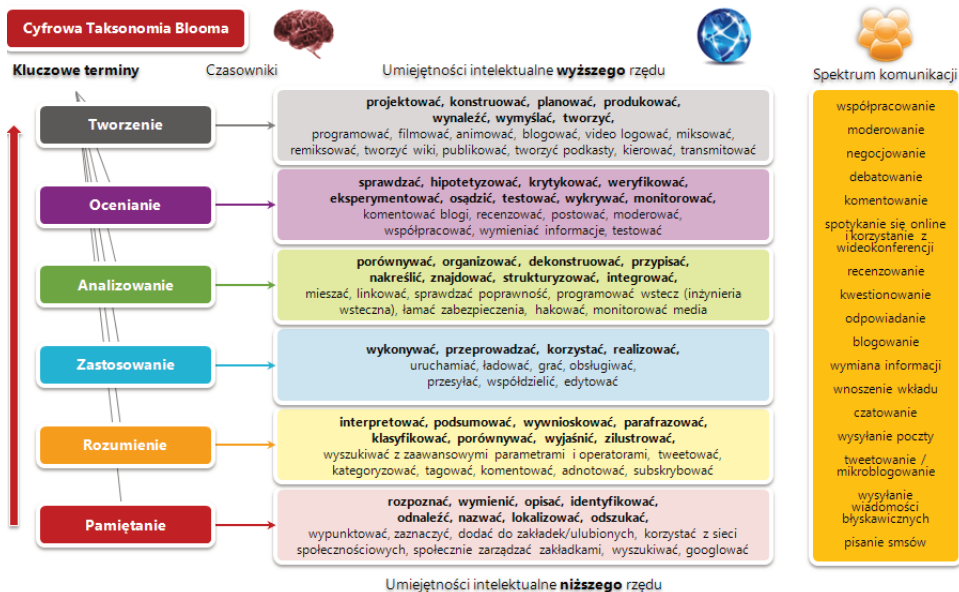 Cyfrowa Taksonomia Blooma
Kluczowe terminy
Czasowniki
Umiejętności intelektualne wyższego rzędu
Spektrum komunikacji
Tworzenie
projektować, konstruować, planować, produkować,
wynaleźć, wymyślać, tworzyć,
programować, filmować, animować, blogować, video logować, miksować,
remiksować, tworzyć wiki, publikować, tworzyć podkasty, kierować, transmitować
Ocenianie
sprawdzać, hipotetyzować, krytykować, weryfikować,
eksperymentować, osądzić, testować, wykrywać, monitorować,
komentować blogi, recenzować, postować, moderować,
współpracować, wymieniać informacje, testować
Analizowanie
porównywać, organizować, dekonstruować, przypisać,
nakreślić, znajdować, strukturyzować, integrować,
mieszać, linkować, sprawdzać poprawność, programować wstecz (inżynieria
wsteczna), łamać zabezpieczenia, hakować, monitorować media
Zastosowanie
wykonywać, przeprowadzać, korzystać, realizować,
uruchamiać, ładować, grać, obsługiwać,
przesyłać, współdzielić, edytować
Rozumienie
interpretować, podsumować, wywnioskować, parafrazować,
klasyfikować, porównywać, wyjaśnić, zilustrować,
wyszukiwać z zaawansowymi parametrami i operatorami, tweetować,
kategoryzować, tagować, komentować, adnotować, subskrybować
Pamiętanie
rozpoznać, wymienić, opisać, identyfikować,
odnaleźć, nazwać, lokalizować, odszukać,
wypunktować, zaznaczyć, dodać do zakładek/ulubionych, korzystać z sieci
społecznościowych, społecznie zarządzać zakładkami, wyszukiwać, googlować
Umiejętności intelektualne niższego rzędu
współpracowanie
moderowanie
negocjowanie
debatowanie
komentowanie
spotykanie się online
i korzystanie z
wideokonferencji
recenzowanie
kwestionowanie
odpowiadanie
blogowanie
wymiana informacji
wnoszenie wkładu
czatowanie
wysyłanie poczty
tweetowanie /
mikroblogowanie
wysyłanie
wiadomości
błyskawicznych
pisanie smsów